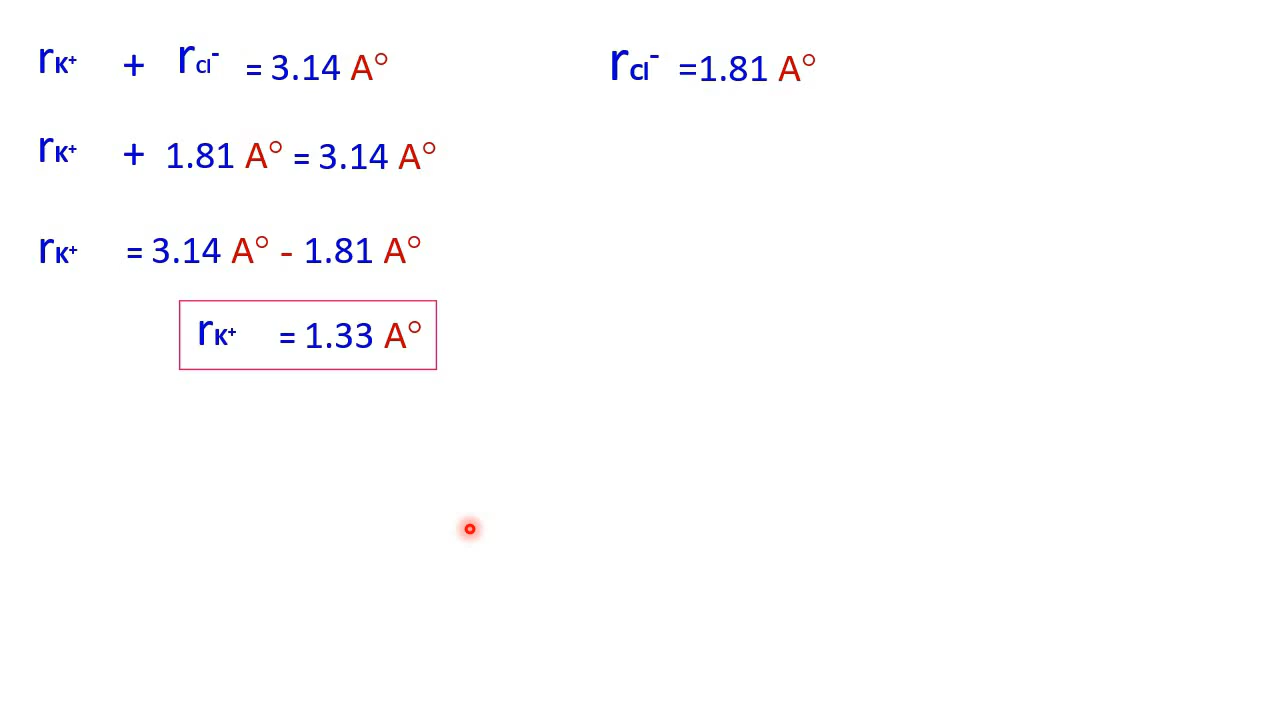 rK+ + rCl- = 3.14 A° rCl- =1.81 A°
rK+ + 1.81 A° = 3.14 A°
rK+ = 3.14 A° - 1.81 A°
rK+ = 1.33 A°